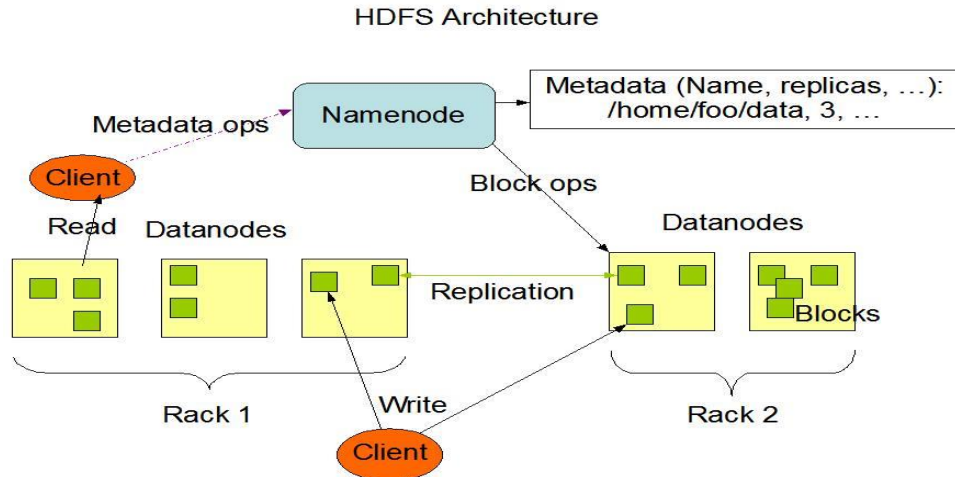 HDFS Architecture
Metadata (Name, replicas, …):
/home/foo/data, 3, …
Namenode
Metadata ops
Client
Block ops
Read
Datanodes
Datanodes
Replication
Blocks
Rack 1
Write
Rack 2
Client